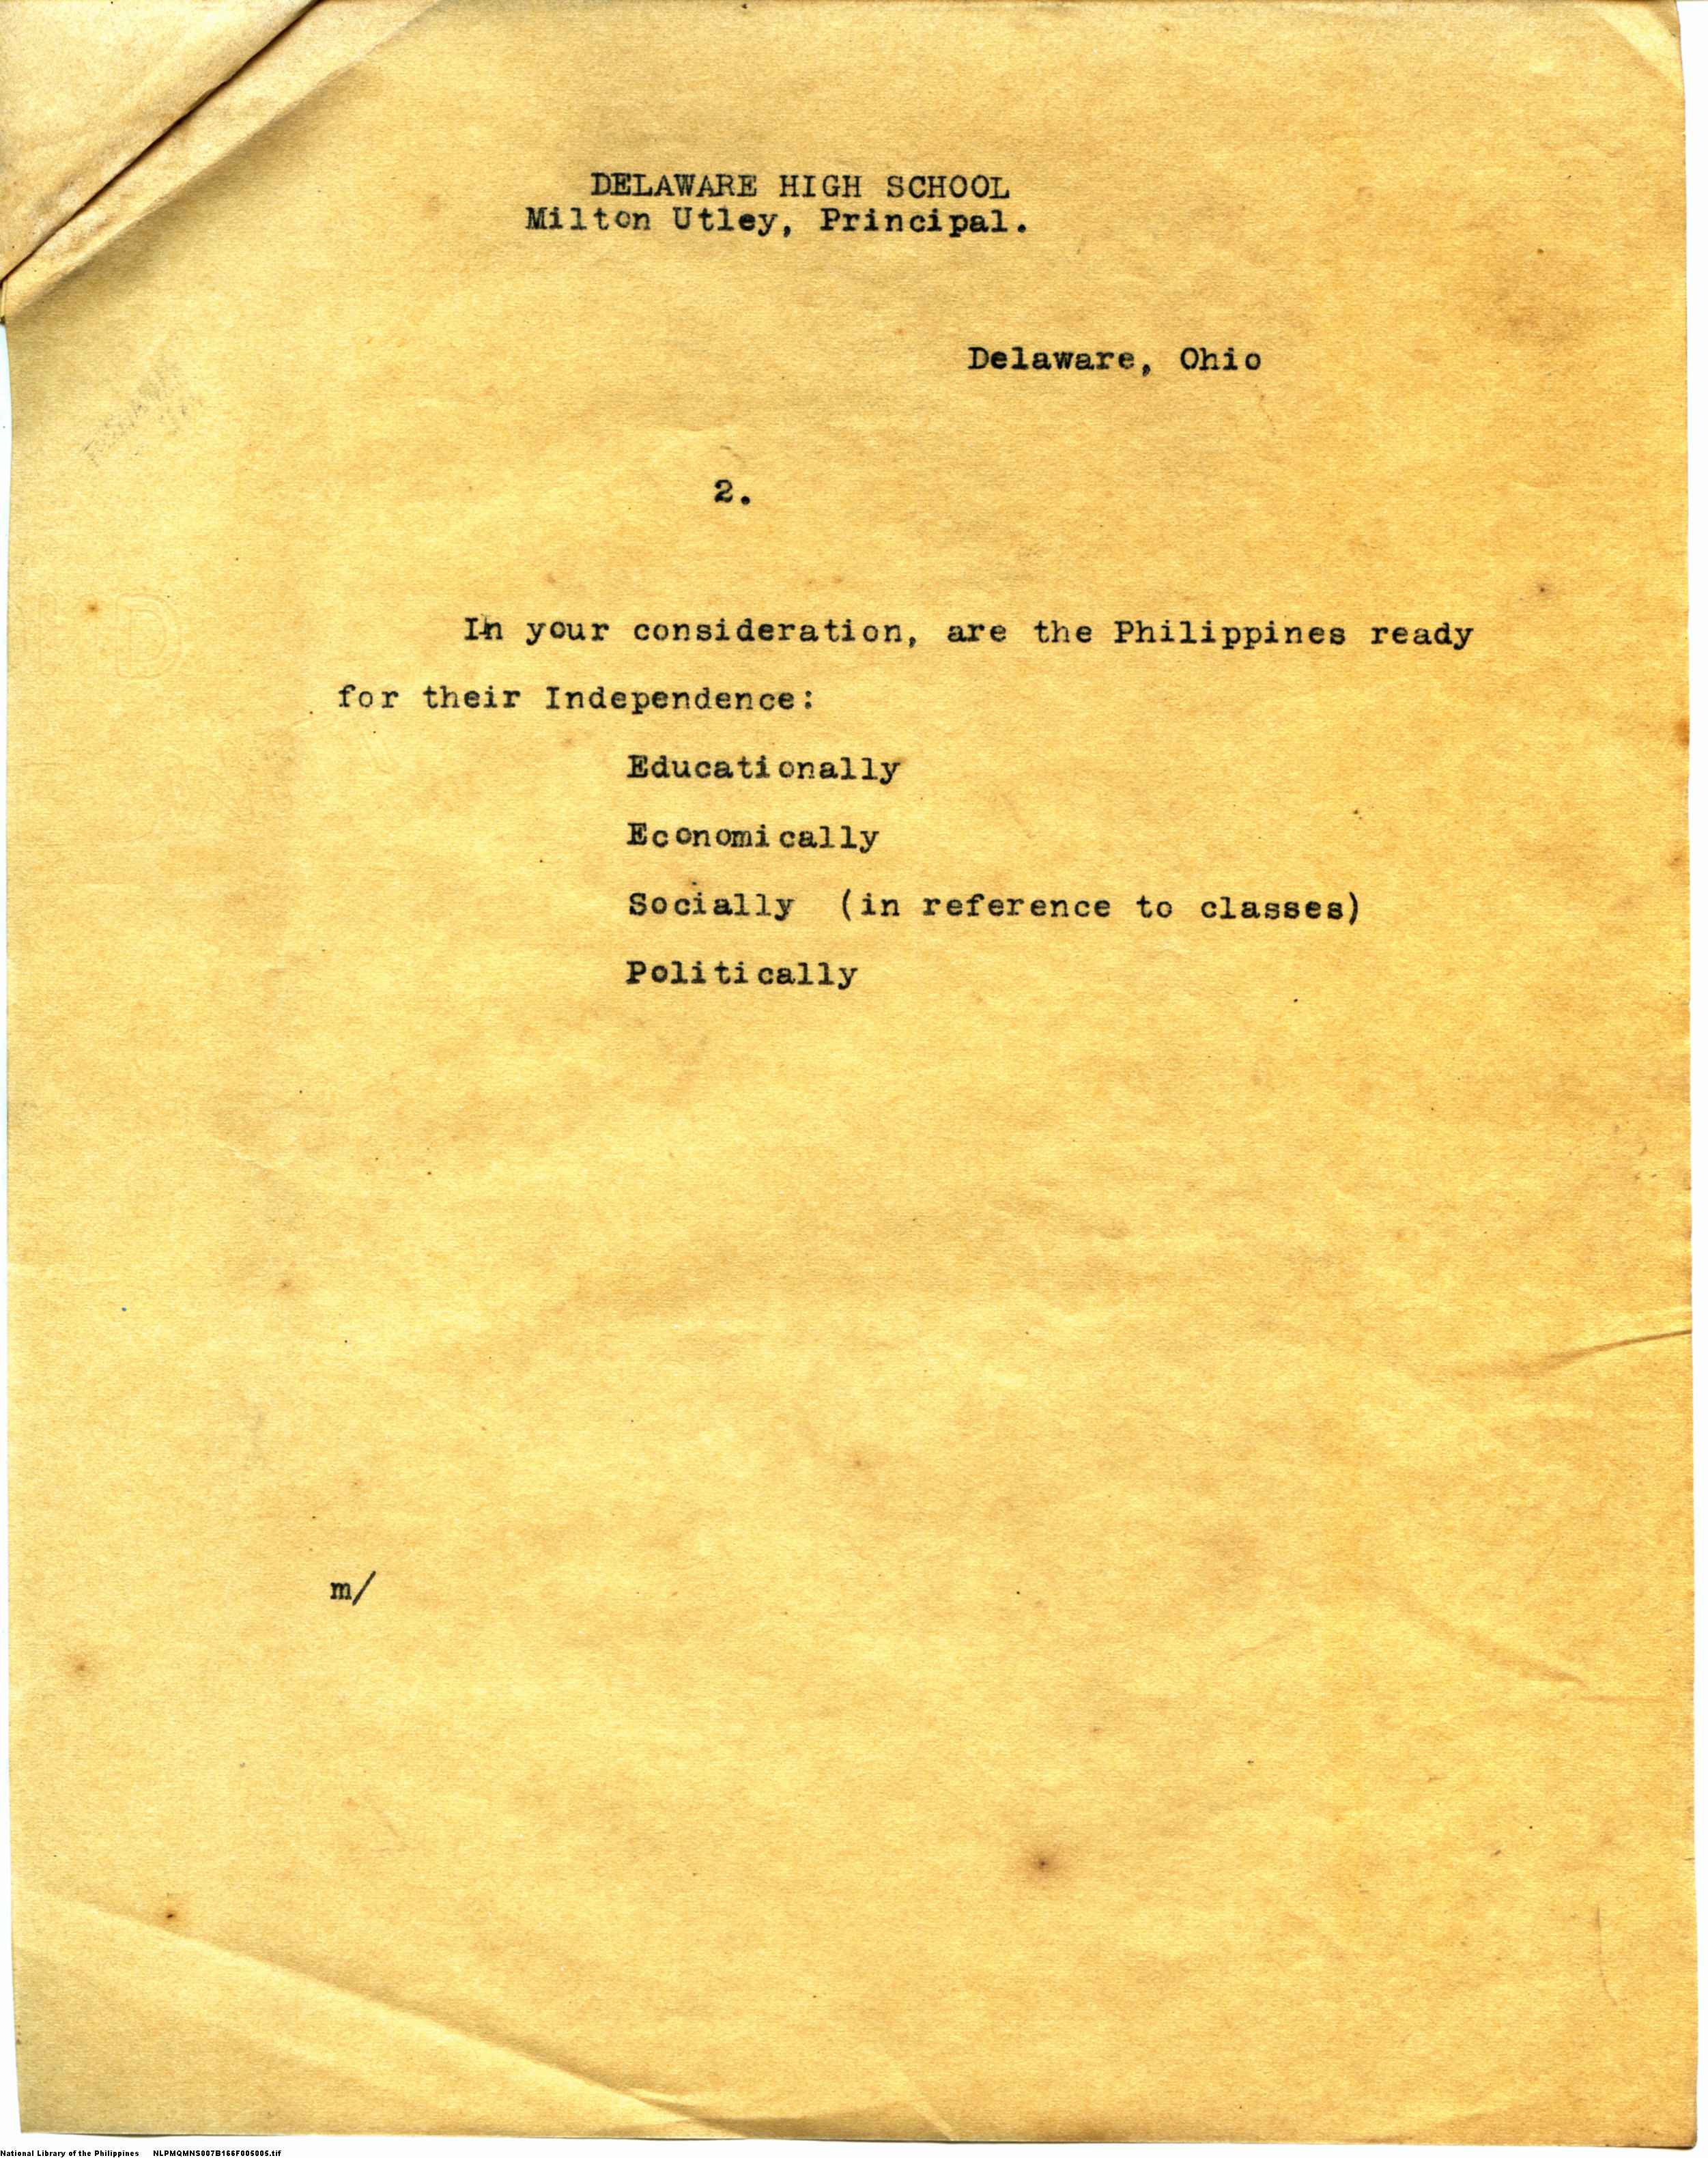 DELAWARE HIGH SCHOOL
Milton Utley, Principal.
Delaware, Ohio
2.
In your consideration, are the Philippines ready
for their Independence:
Educationally
Economically
Socially (in reference to classes)
Politically
m/
National Library of the Philippines NLPMQMNS007B166F005005.tif